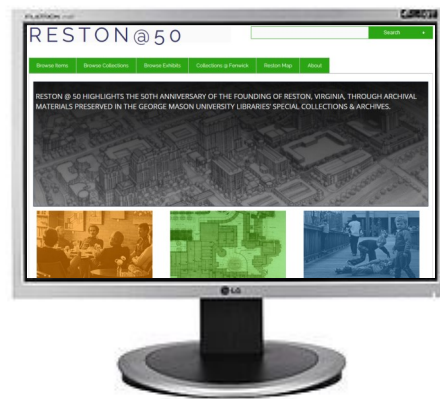 FLATRON
RESTON@50
Search
Browse Items Browse Collections Browse Exhibits Collections @ Fenwick Reston Map About
RESTON @ 50 HIGHLIGHTS THE 50TH ANNIVERSARY OF THE FOUNDING OF RESTON, VIRGINIA, THROUGH ARCHIVAL
MATERIALS PRESERVED IN THE GEORGE MASON UNIVERSITY LIBRARIES' SPECIAL COLLECTIONS & ARCHIVES.
LG